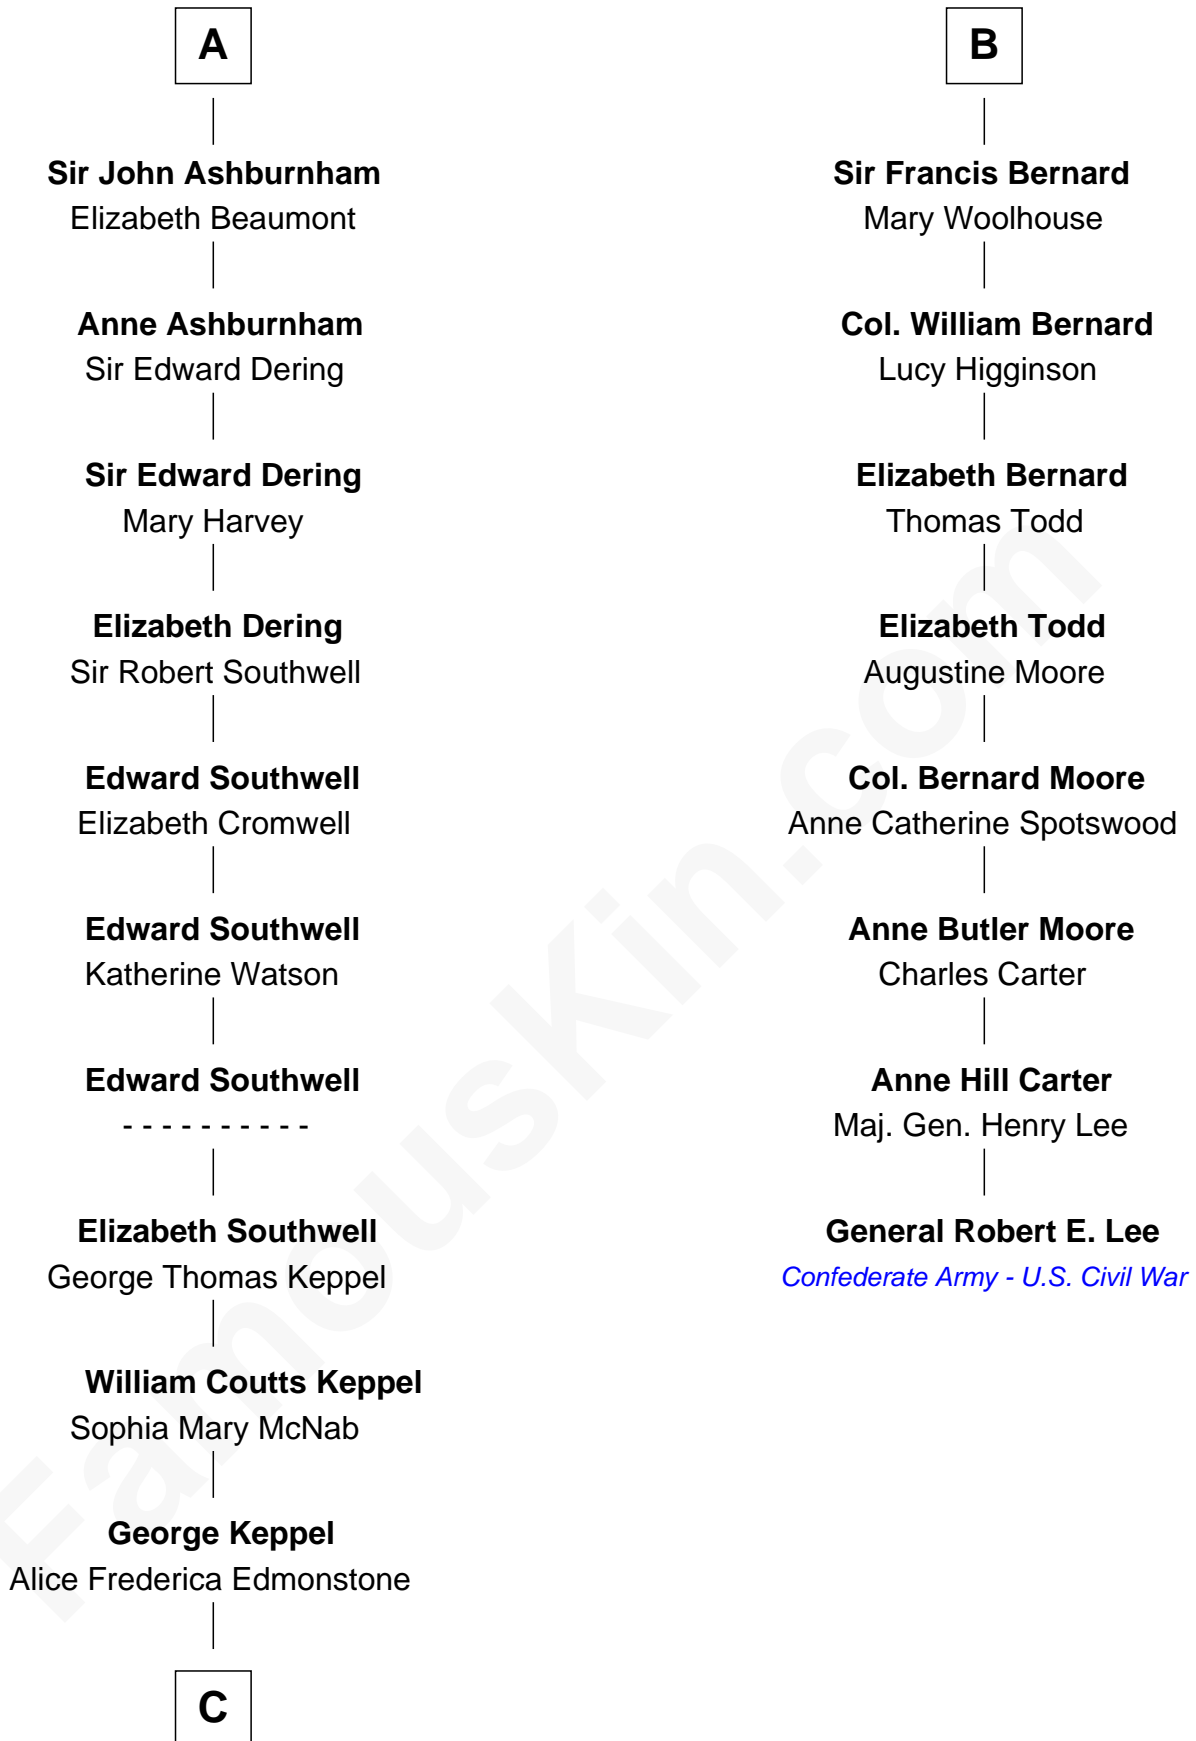 A
Sir John Ashburnham
Elizabeth Beaumont
Anne Ashburnham
Sir Edward Dering
Sir Edward Dering
Mary Harvey
Elizabeth Dering
Sir Robert Southwell
Edward Southwell
Elizabeth Cromwell
Edward Southwell
Katherine Watson
Edward Southwell
- - - - - - - - - -
Elizabeth Southwell
George Thomas Keppel
William Coutts Keppel
Sophia Mary McNab
George Keppel
Alice Frederica Edmonstone
C
B
Sir Francis Bernard
Mary Woolhouse
Col. William Bernard
Lucy Higginson
Elizabeth Bernard
Thomas Todd
Elizabeth Todd
Augustine Moore
Col. Bernard Moore
Anne Catherine Spotswood
Anne Butler Moore
Charles Carter
Anne Hill Carter
Maj. Gen. Henry Lee
General Robert E. Lee
Confederate Army - U.S. Civil War
FamousKin.com